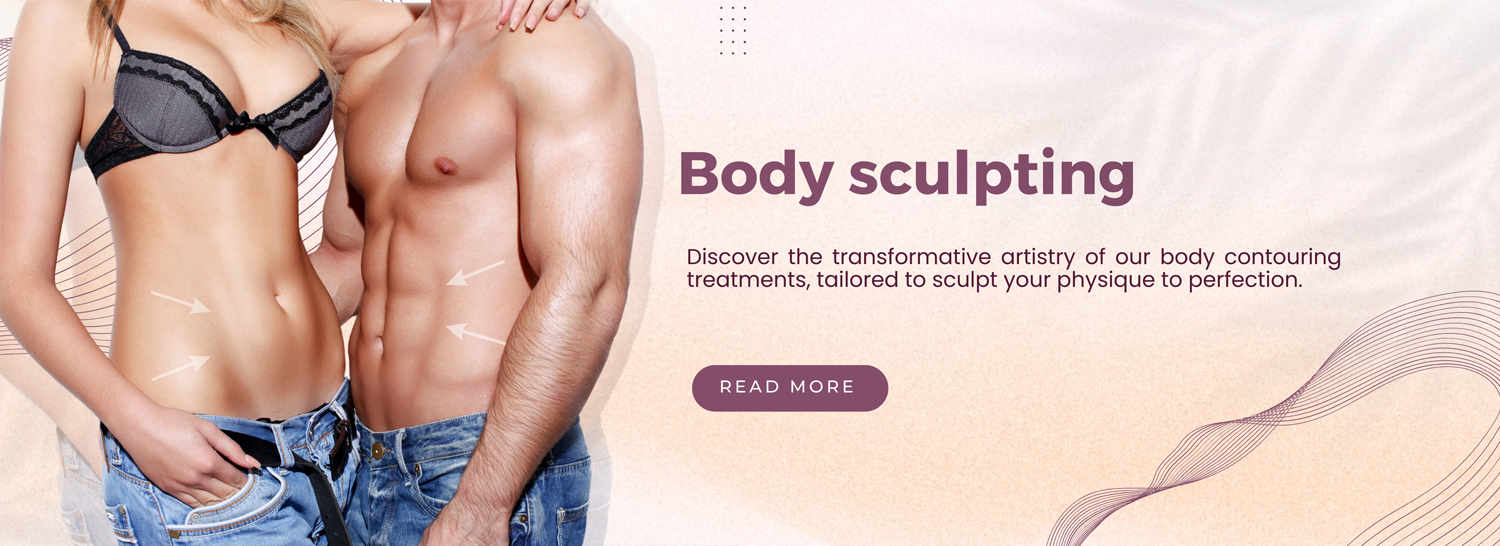 Body sculpting
Discover the transformative artistry of our body contouring
treatments, tailored to sculpt your physique to perfection.
READ MORE